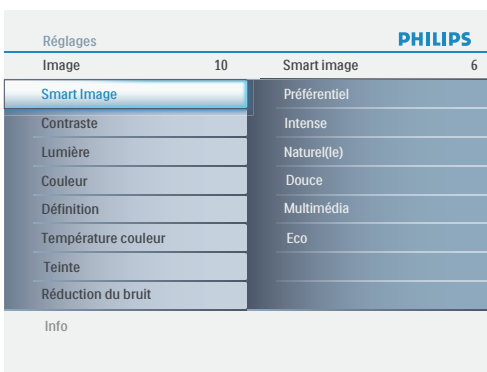 Réglages PHILIPS
Image 10 Smart image 6
Smart Image Préférentiel
Contraste Intense
Lumière Naturel(le)
Couleur Douce
Définition Multimédia
Température couleur Eco
Teinte
Réduction du bruit
Info